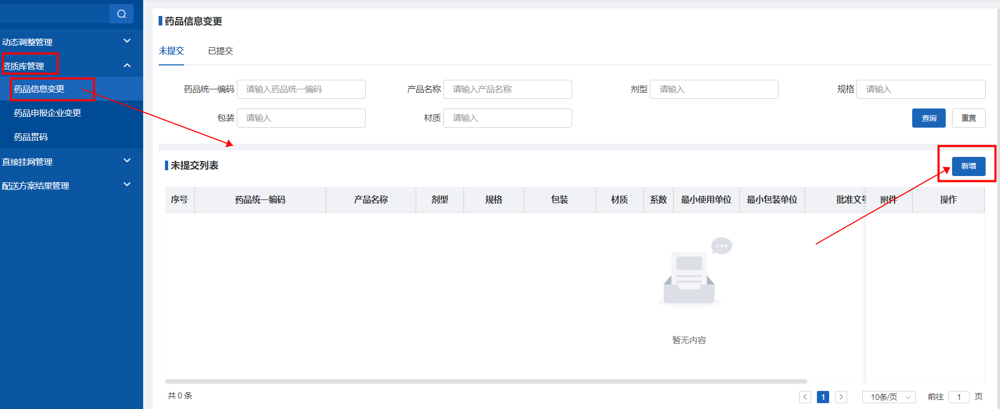 药品信息变更
未提交 已提交
动态调整管理
资质库管理
药品信息变更
药品申报企业变更
药品贯码
直接挂网管理
配送方案结果管理
药品统一编码 请输入药品统一编码 产品名称 请输入产品名称 剂型 请输入 规格 请输入
包装 请输入 材质 请输入 查询 重置
未提交列表 新增
序号 药品统一编码 产品名称 剂型 规格 包装 材质 系数 最小使用单位 最小包装单位 批准文号 附件 操作
暂无内容
共 0 条 1 10条/页 前往 1 页